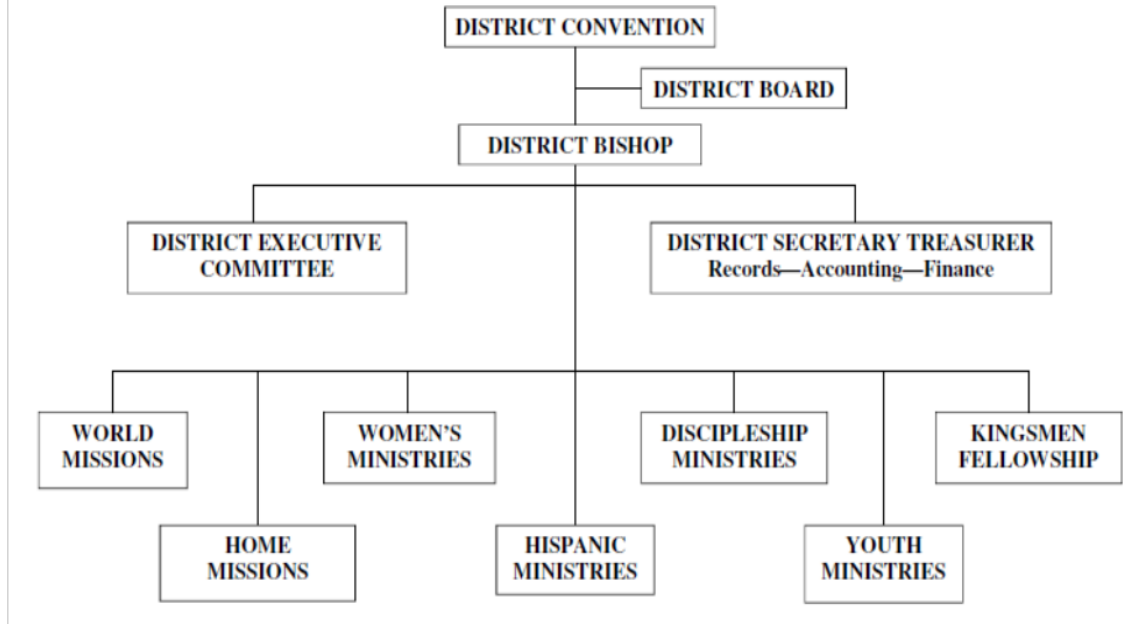 DISTRICT CONVENTION
DISTRICT BOARD
DISTRICT BISHOP
DISTRICT EXECUTIVE
COMMITTEE
DISTRICT SECRETARY TREASURER
Records—Accounting—Finance
WORLD
MISSIONS
WOMEN'S
MINISTRIES
DISCIPLESHIP
MINISTRIES
KINGSMEN
FELLOWSHIP
HOME
MISSIONS
HISPANIC
MINISTRIES
YOUTH
MINISTRIES